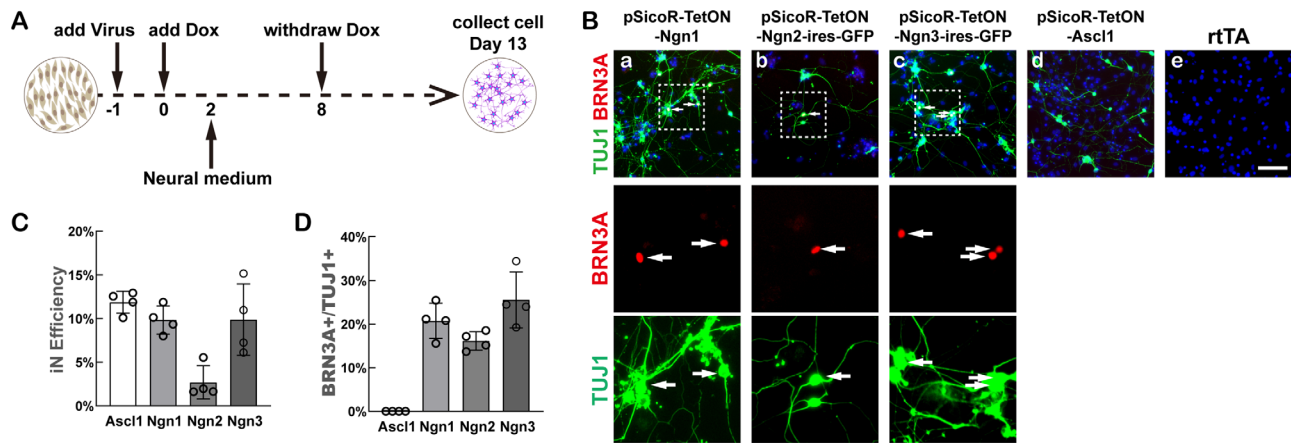 A
add Virus
add Dox
withdraw Dox
collect cell
Day 13
-1
0
2
8
Neural medium
B
pSicoR-TetON
-Ngn1
pSicoR-TetON
-Ngn2-ires-GFP
pSicoR-TetON
-Ngn3-ires-GFP
pSicoR-TetON
-Ascl1
rtTA
TUJ1 BRN3A
a
b
c
d
e
BRN3A
TUJ1
C
iN Efficiency
20%
15%
10%
5%
0%
Ascl1 Ngn1 Ngn2 Ngn3
D
BRN3A+/TUJ1+
40%
30%
20%
10%
0%
Ascl1 Ngn1 Ngn2 Ngn3